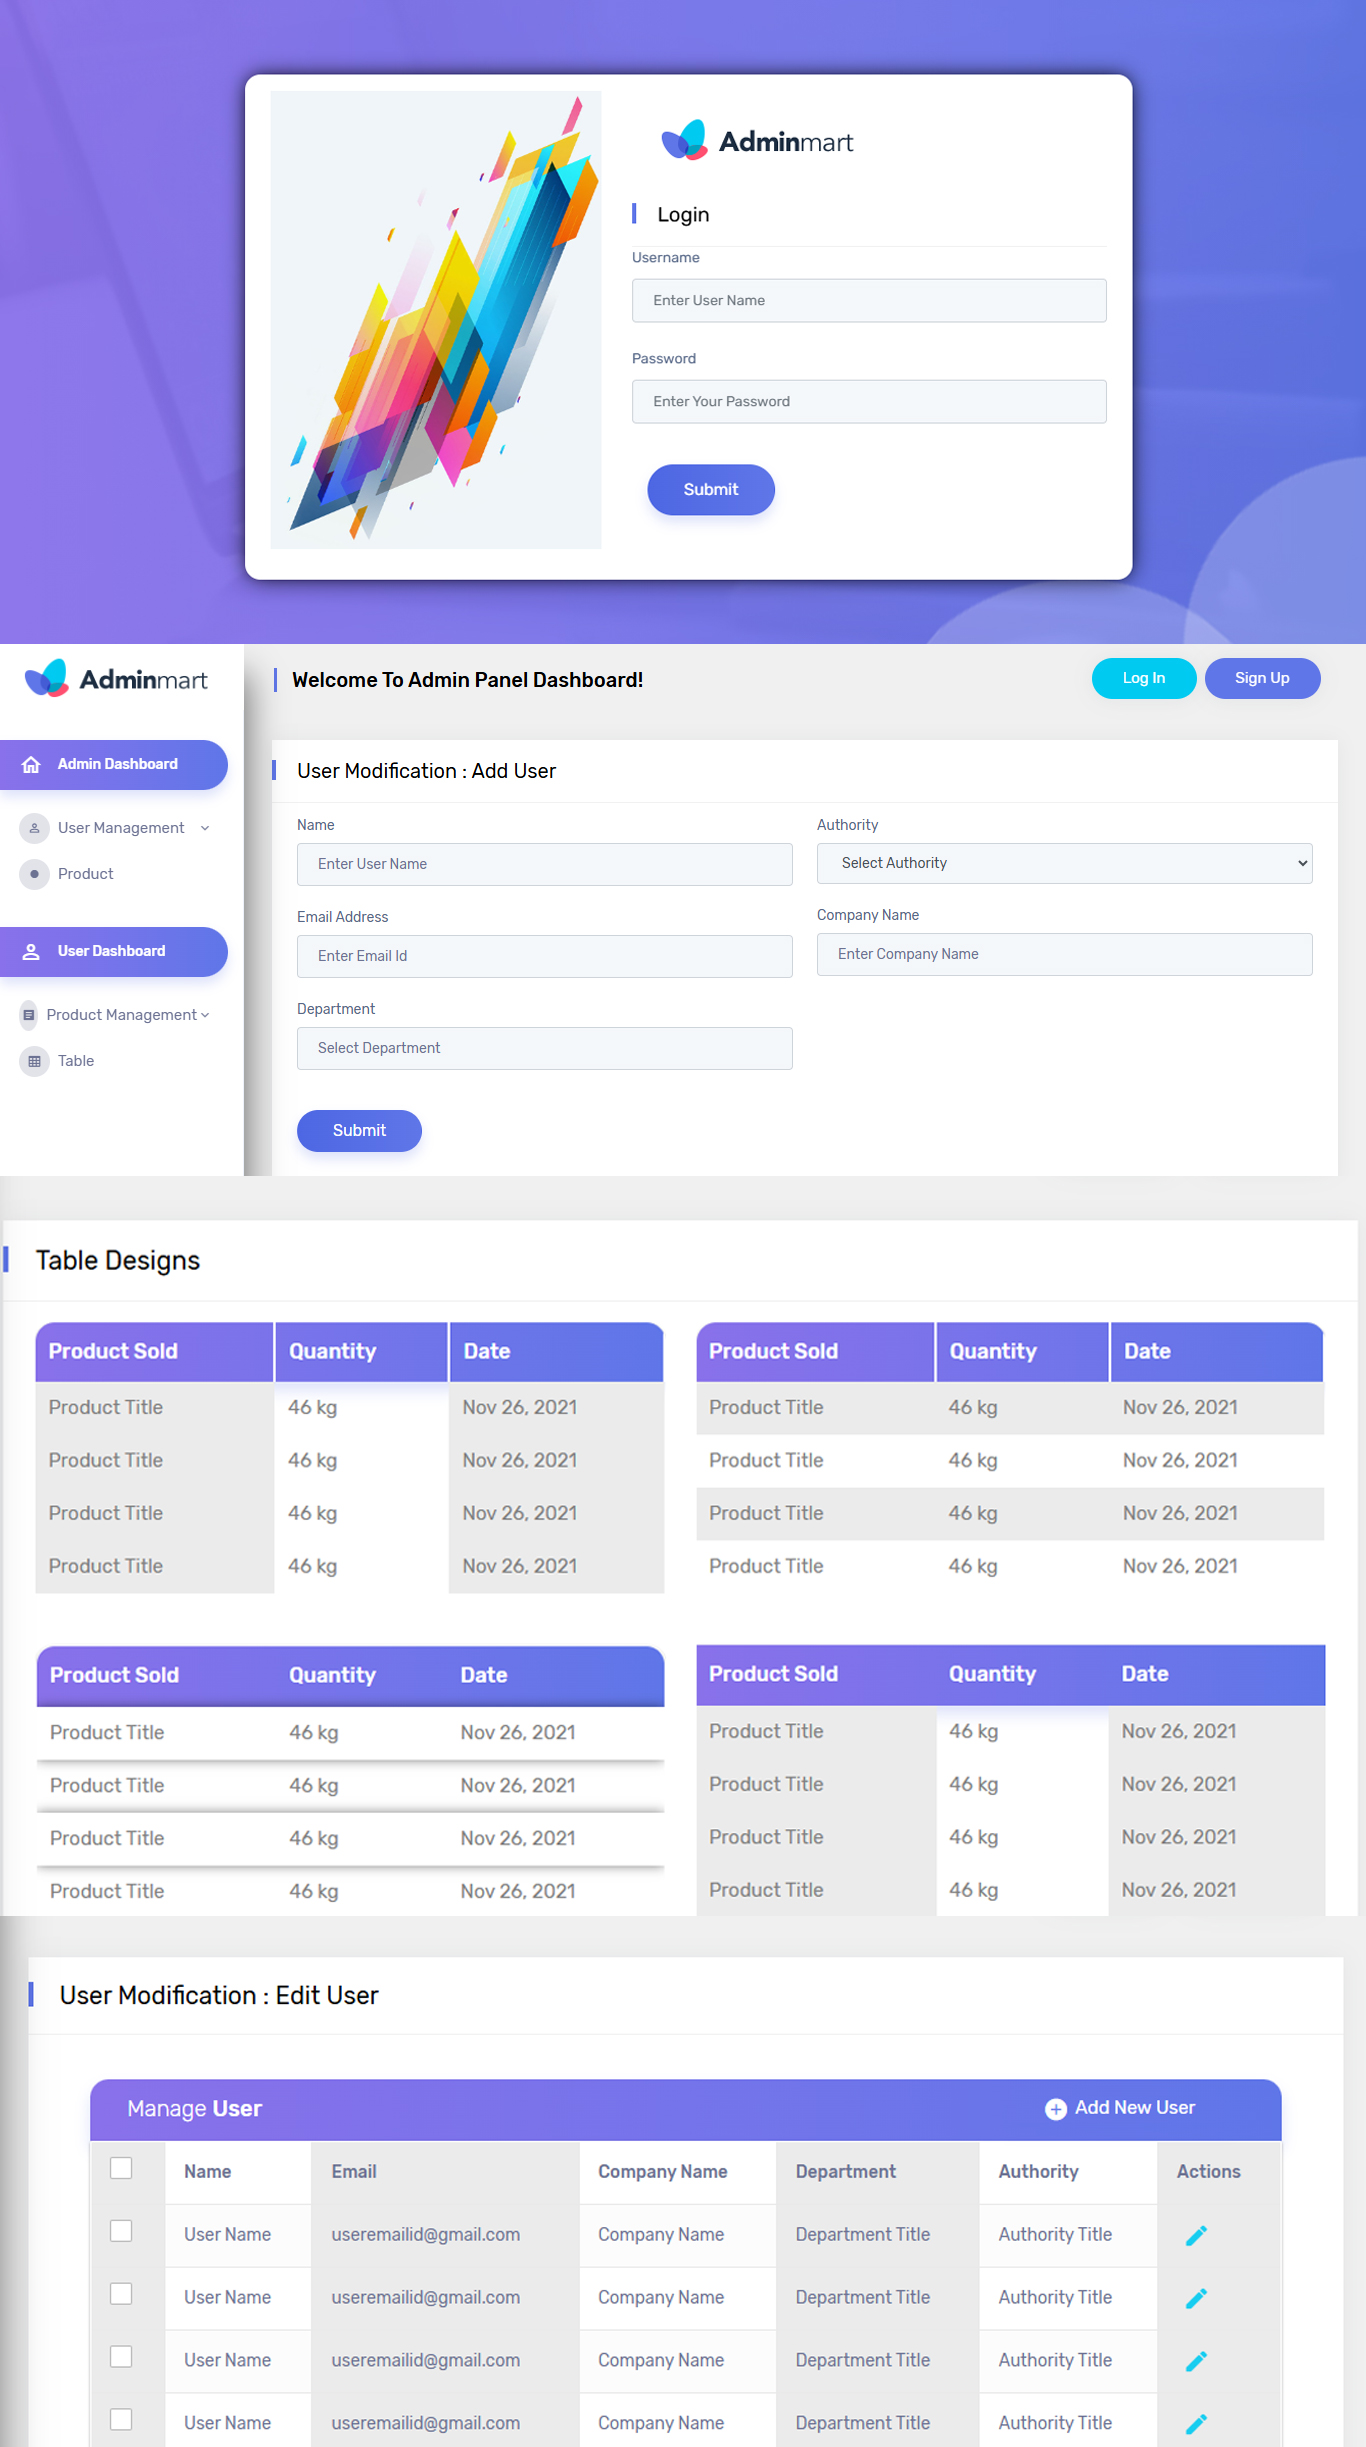 Adminmart
Login
Username
Enter User Name
Password
Enter Your Password
Submit
Adminmart
Welcome To Admin Panel Dashboard!
Log In
Sign Up
Admin Dashboard
User Management
Product
User Dashboard
Product Management
Table
User Modification : Add User
Name
Enter User Name
Authority
Select Authority
Email Address
Enter Email Id
Company Name
Enter Company Name
Department
Select Department
Submit
Table Designs
Product Sold Quantity Date
Product Title 46 kg Nov 26, 2021
Product Title 46 kg Nov 26, 2021
Product Title 46 kg Nov 26, 2021
Product Title 46 kg Nov 26, 2021
Product Sold Quantity Date
Product Title 46 kg Nov 26, 2021
Product Title 46 kg Nov 26, 2021
Product Title 46 kg Nov 26, 2021
Product Title 46 kg Nov 26, 2021
Product Sold Quantity Date
Product Title 46 kg Nov 26, 2021
Product Title 46 kg Nov 26, 2021
Product Title 46 kg Nov 26, 2021
Product Title 46 kg Nov 26, 2021
Product Sold Quantity Date
Product Title 46 kg Nov 26, 2021
Product Title 46 kg Nov 26, 2021
Product Title 46 kg Nov 26, 2021
Product Title 46 kg Nov 26, 2021
User Modification : Edit User
Manage User
Add New User
Name Email Company Name Department Authority Actions
User Name useremailid@gmail.com Company Name Department Title Authority Title
User Name useremailid@gmail.com Company Name Department Title Authority Title
User Name useremailid@gmail.com Company Name Department Title Authority Title
User Name useremailid@gmail.com Company Name Department Title Authority Title